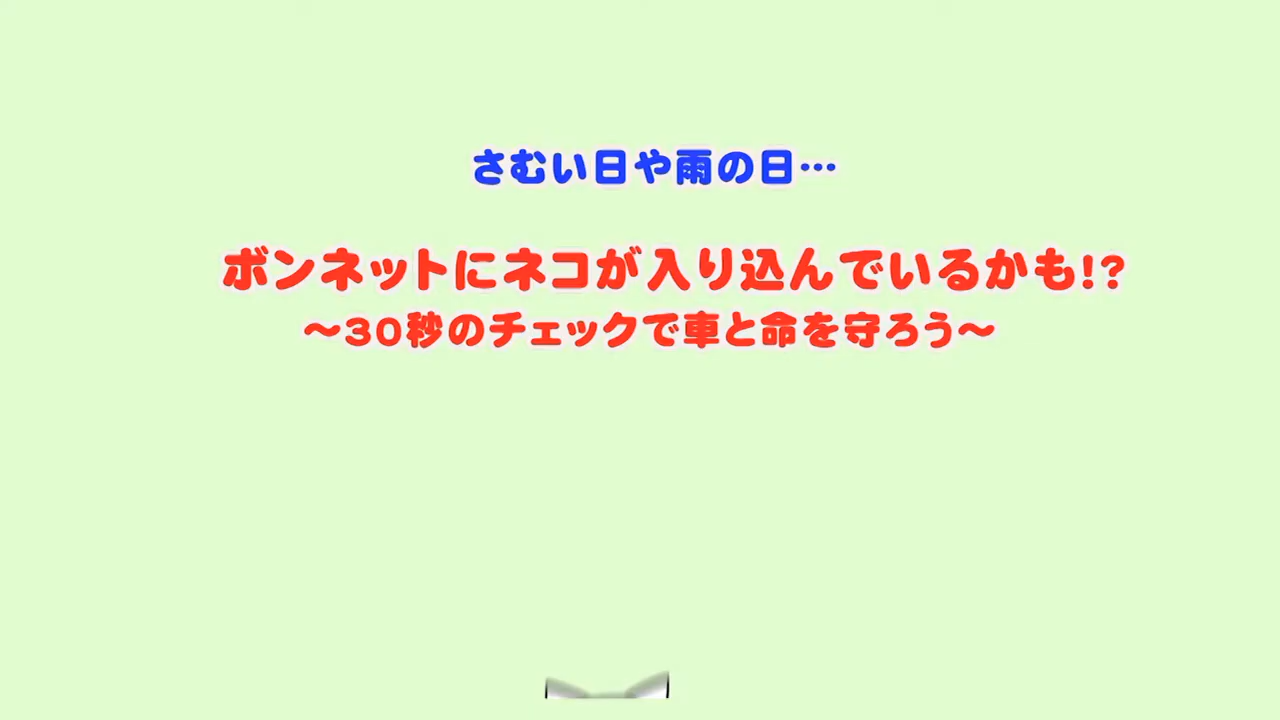 さむい日や雨の日…
ボンネットにネコが入り込んでいるかも!?
～30秒のチェックで車と命を守ろう～